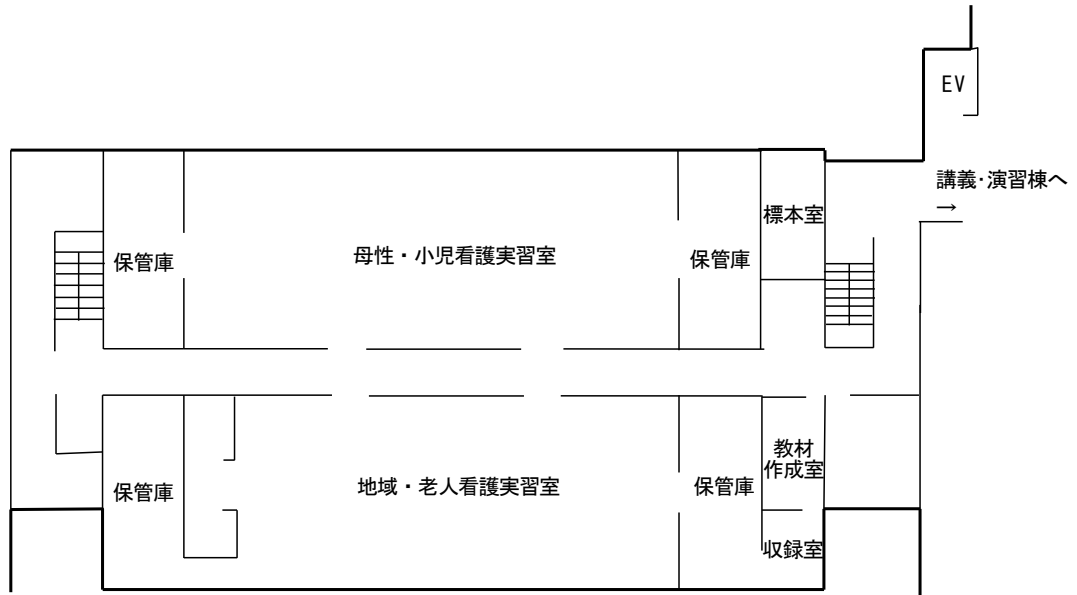 EV
講義・演習棟へ
→
標本室
保管庫
母性・小児看護実習室
保管庫
教材
作成室
保管庫
地域・老人看護実習室
保管庫
収録室